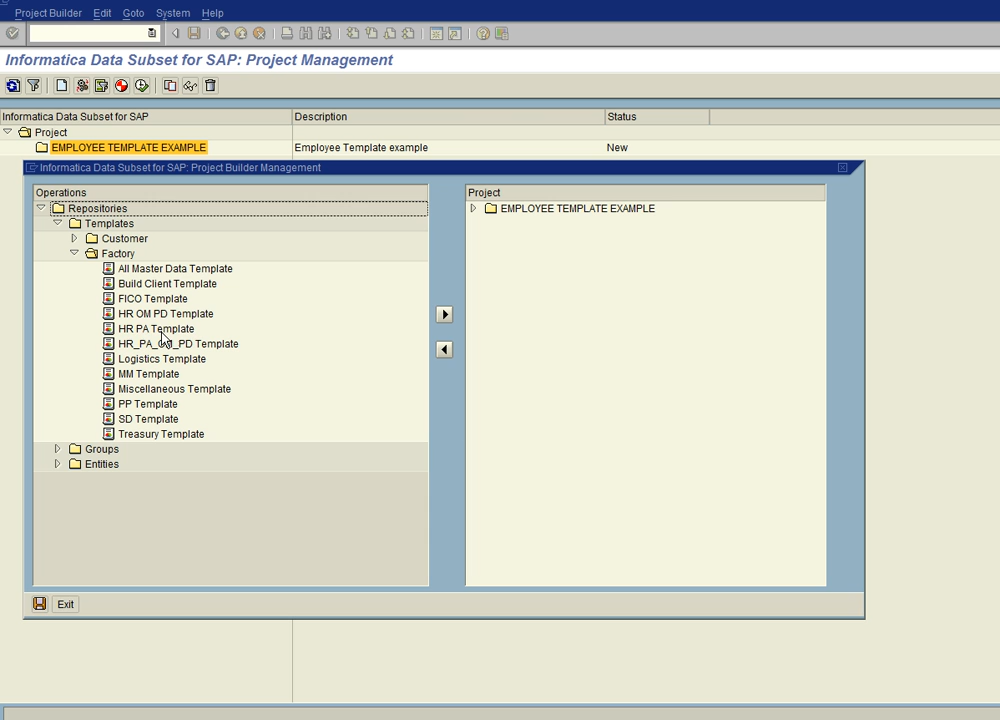 Project Builder Edit Goto System Help
Informatica Data Subset for SAP: Project Management
Informatica Data Subset for SAP Description Status
Project
EMPLOYEE TEMPLATE EXAMPLE Employee Template example New
Informatica Data Subset for SAP: Project Builder Management
Operations Project
Repositories EMPLOYEE TEMPLATE EXAMPLE
Templates
Customer
Factory
All Master Data Template
Build Client Template
FICO Template
HR OM PD Template
HR PA Template
HR_PA_OM_PD Template
Logistics Template
MM Template
Miscellaneous Template
PP Template
SD Template
Treasury Template
Groups
Entities
Exit